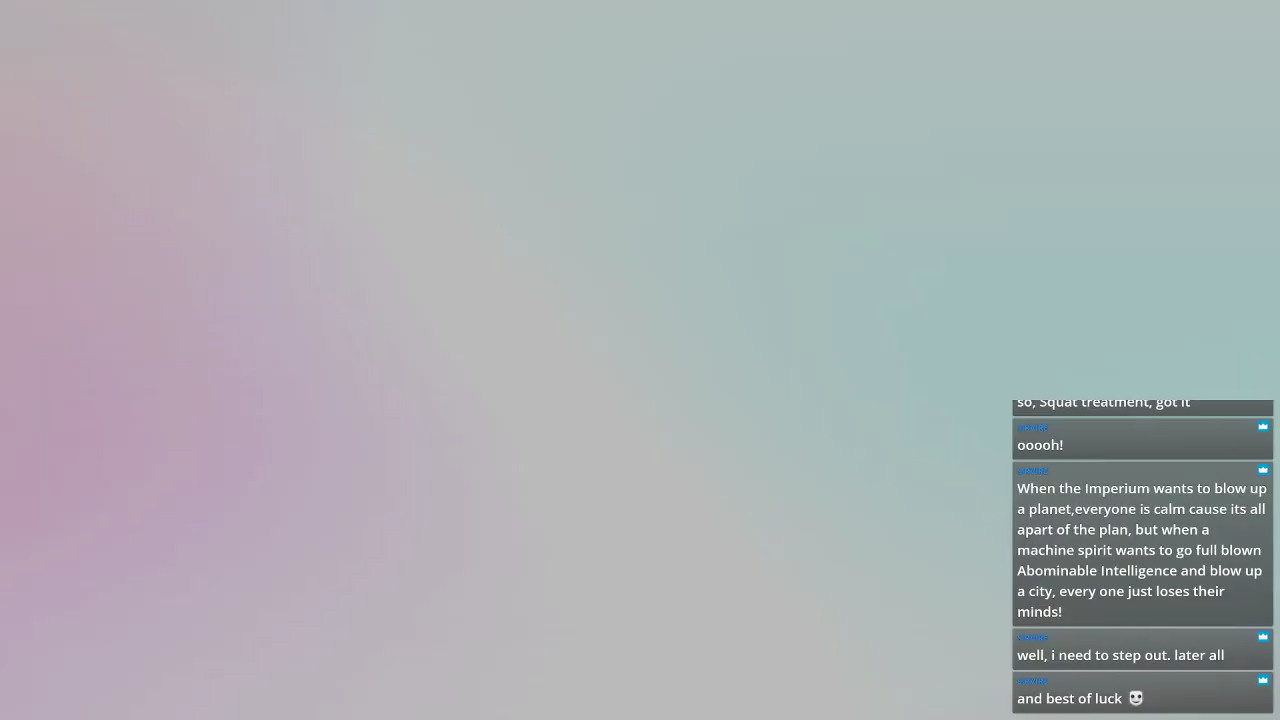 so, Squat treatment, got it
ooooh!
When the Imperium wants to blow up
a planet,everyone is calm cause its all
apart of the plan, but when a
machine spirit wants to go full blown
Abominable Intelligence and blow up
a city, every one just loses their
minds!
well, i need to step out. later all
and best of luck